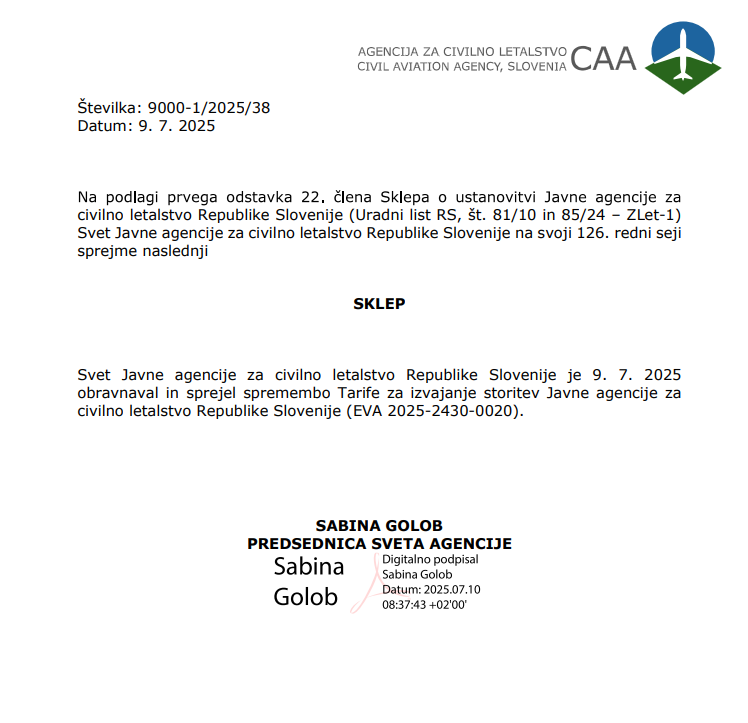 AGENCIJA ZA CIVILNO LETALSTVO
CIVIL AVIATION AGENCY, SLOVENIA
CAA
Številka: 9000-1/2025/38
Datum: 9. 7. 2025
Na podlagi prvega odstavka 22. člena Sklepa o ustanovitvi Javne agencije za
civilno letalstvo Republike Slovenije (Uradni list RS, št. 81/10 in 85/24 – ZLet-1)
Svet Javne agencije za civilno letalstvo Republike Slovenije na svoji 126. redni seji
sprejme naslednji
SKLEP
Svet Javne agencije za civilno letalstvo Republike Slovenije je 9. 7. 2025
obravnaval in sprejel spremembo Tarife za izvajanje storitev Javne agencije za
civilno letalstvo Republike Slovenije (EVA 2025-2430-0020).
SABINA GOLOB
PREDSEDNICA SVETA AGENCIJE
Sabina
Golob
Digitalno podpisal
Sabina Golob
Datum: 2025.07.10
08:37:43 +02'00'